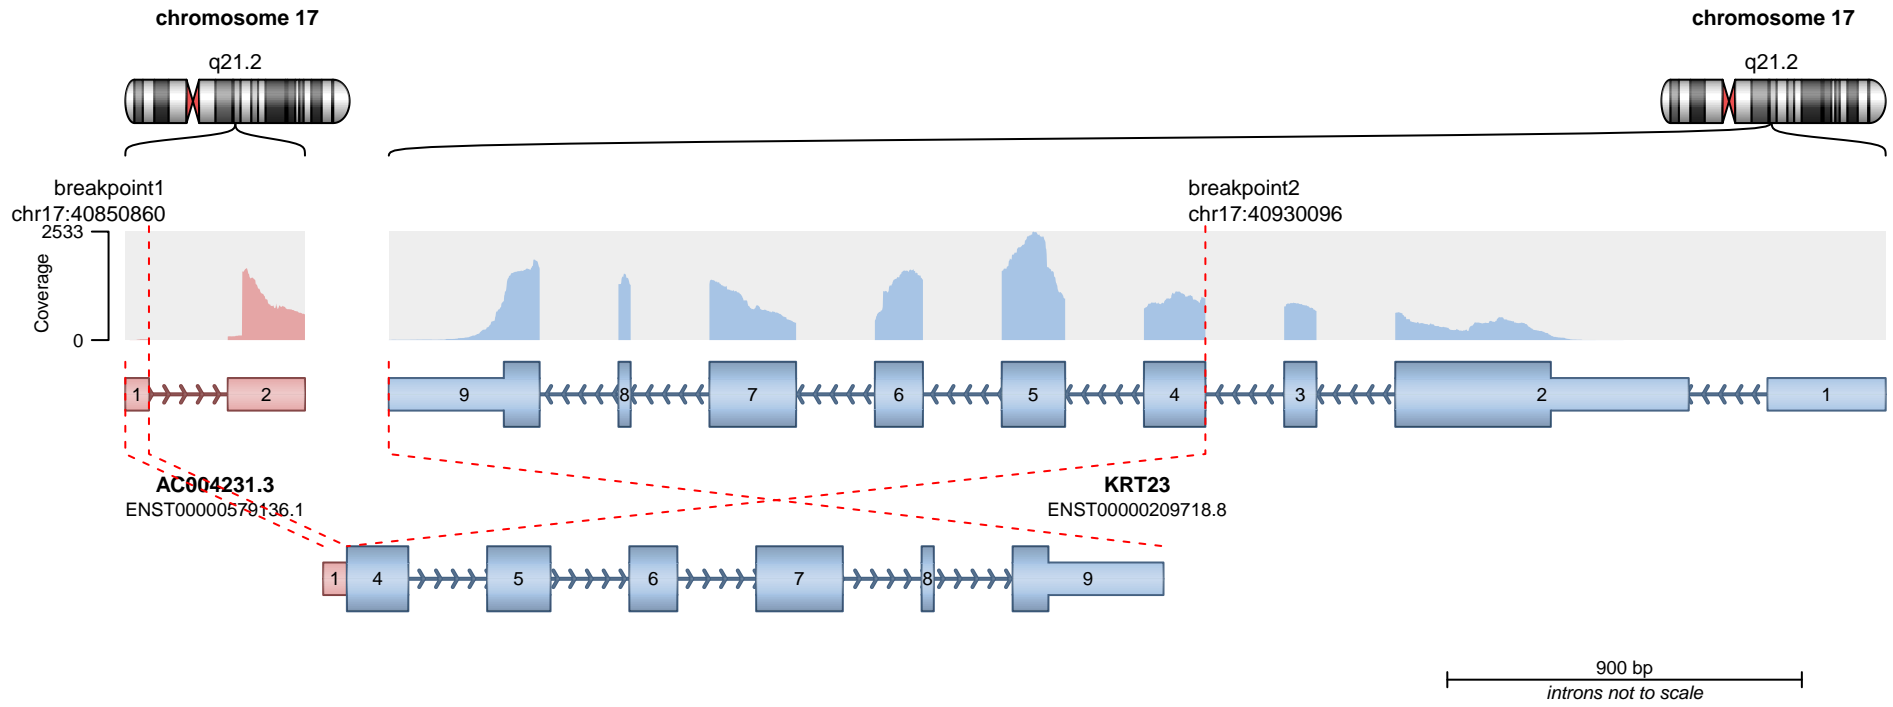 chromosome 17
chromosome 17
q21.2
q21.2
breakpoint1
chr17:40850860
breakpoint2
chr17:40930096
2533
Coverage
0
1 2 9 8 7 6 5 4 3 2 1
AC004231.3
ENST00000579136.1
KRT23
ENST00000209718.8
1 4 5 6 7 8 9
900 bp
introns not to scale